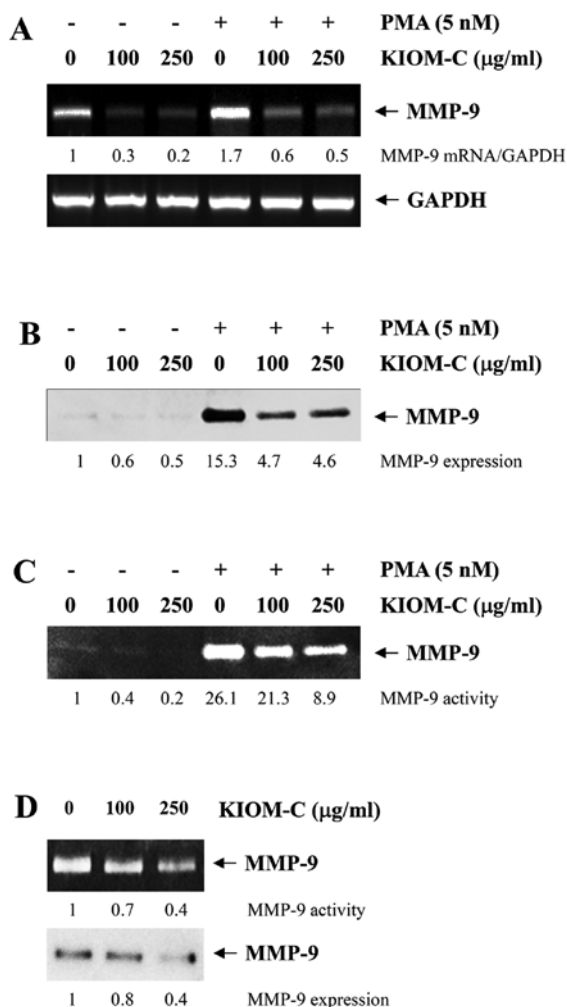 A - - - + + + PMA (5 nM)
0 100 250 0 100 250 KIOM-C (µg/ml)
← MMP-9
1 0.3 0.2 1.7 0.6 0.5 MMP-9 mRNA/GAPDH
← GAPDH
B - - - + + + PMA (5 nM)
0 100 250 0 100 250 KIOM-C (µg/ml)
← MMP-9
1 0.6 0.5 15.3 4.7 4.6 MMP-9 expression
C - - - + + + PMA (5 nM)
0 100 250 0 100 250 KIOM-C (µg/ml)
← MMP-9
1 0.4 0.2 26.1 21.3 8.9 MMP-9 activity
D 0 100 250 KIOM-C (µg/ml)
← MMP-9
1 0.7 0.4 MMP-9 activity
← MMP-9
1 0.8 0.4 MMP-9 expression